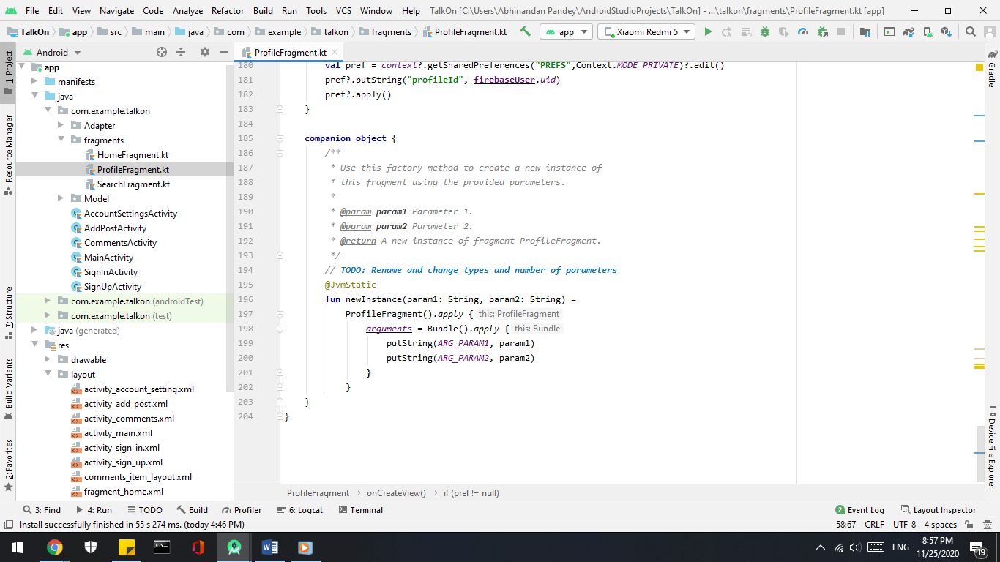 File Edit View Navigate Code Analyze Refactor Build Run Tools VCS Window Help TalkOn [C:\Users\Abhinandan Pandey\AndroidStudioProjects\TalkOn] - ...\talkon\fragments\ProfileFragment.kt [app]
TalkOn app src main java com example talkon fragments ProfileFragment.kt app Xiaomi Redmi 5
1: Project
Resource Manager
7: Structure
Build Variants
2: Favorites
Android
app
manifests
java
com.example.talkon
Adapter
fragments
HomeFragment.kt
ProfileFragment.kt
SearchFragment.kt
Model
AccountSettingsActivity
AddPostActivity
CommentsActivity
MainActivity
SignInActivity
SignUpActivity
com.example.talkon (androidTest)
com.example.talkon (test)
java (generated)
res
drawable
layout
activity_account_setting.xml
activity_add_post.xml
activity_comments.xml
activity_main.xml
activity_sign_in.xml
activity_sign_up.xml
comments_item_layout.xml
fragment_home.xml
ProfileFragment.kt
180 val pref = context?.getSharedPreferences("PREFS",Context.MODE_PRIVATE)?.edit()
181 pref?.putString("profileId", firebaseUser.uid)
182 pref?.apply()
183 }
184
185 companion object {
186 /**
187 * Use this factory method to create a new instance of
188 * this fragment using the provided parameters.
189 *
190 * @param param1 Parameter 1.
191 * @param param2 Parameter 2.
192 * @return A new instance of fragment ProfileFragment.
193 */
194 // TODO: Rename and change types and number of parameters
195 @JvmStatic
196 fun newInstance(param1: String, param2: String) =
197 ProfileFragment().apply { this: ProfileFragment
198 arguments = Bundle().apply { this: Bundle
199 putString(ARG_PARAM1, param1)
200 putString(ARG_PARAM2, param2)
201 }
202 }
203 }
204 }
ProfileFragment onCreateView() if (pref != null)
Gradle
Device File Explorer
3: Find 4: Run TODO Build Profiler 6: Logcat Terminal 2 Event Log Layout Inspector
Install successfully finished in 55 s 274 ms. (today 4:46 PM) 58:67 CRLF UTF-8 4 spaces
ENG 8:57 PM
11/25/2020 19